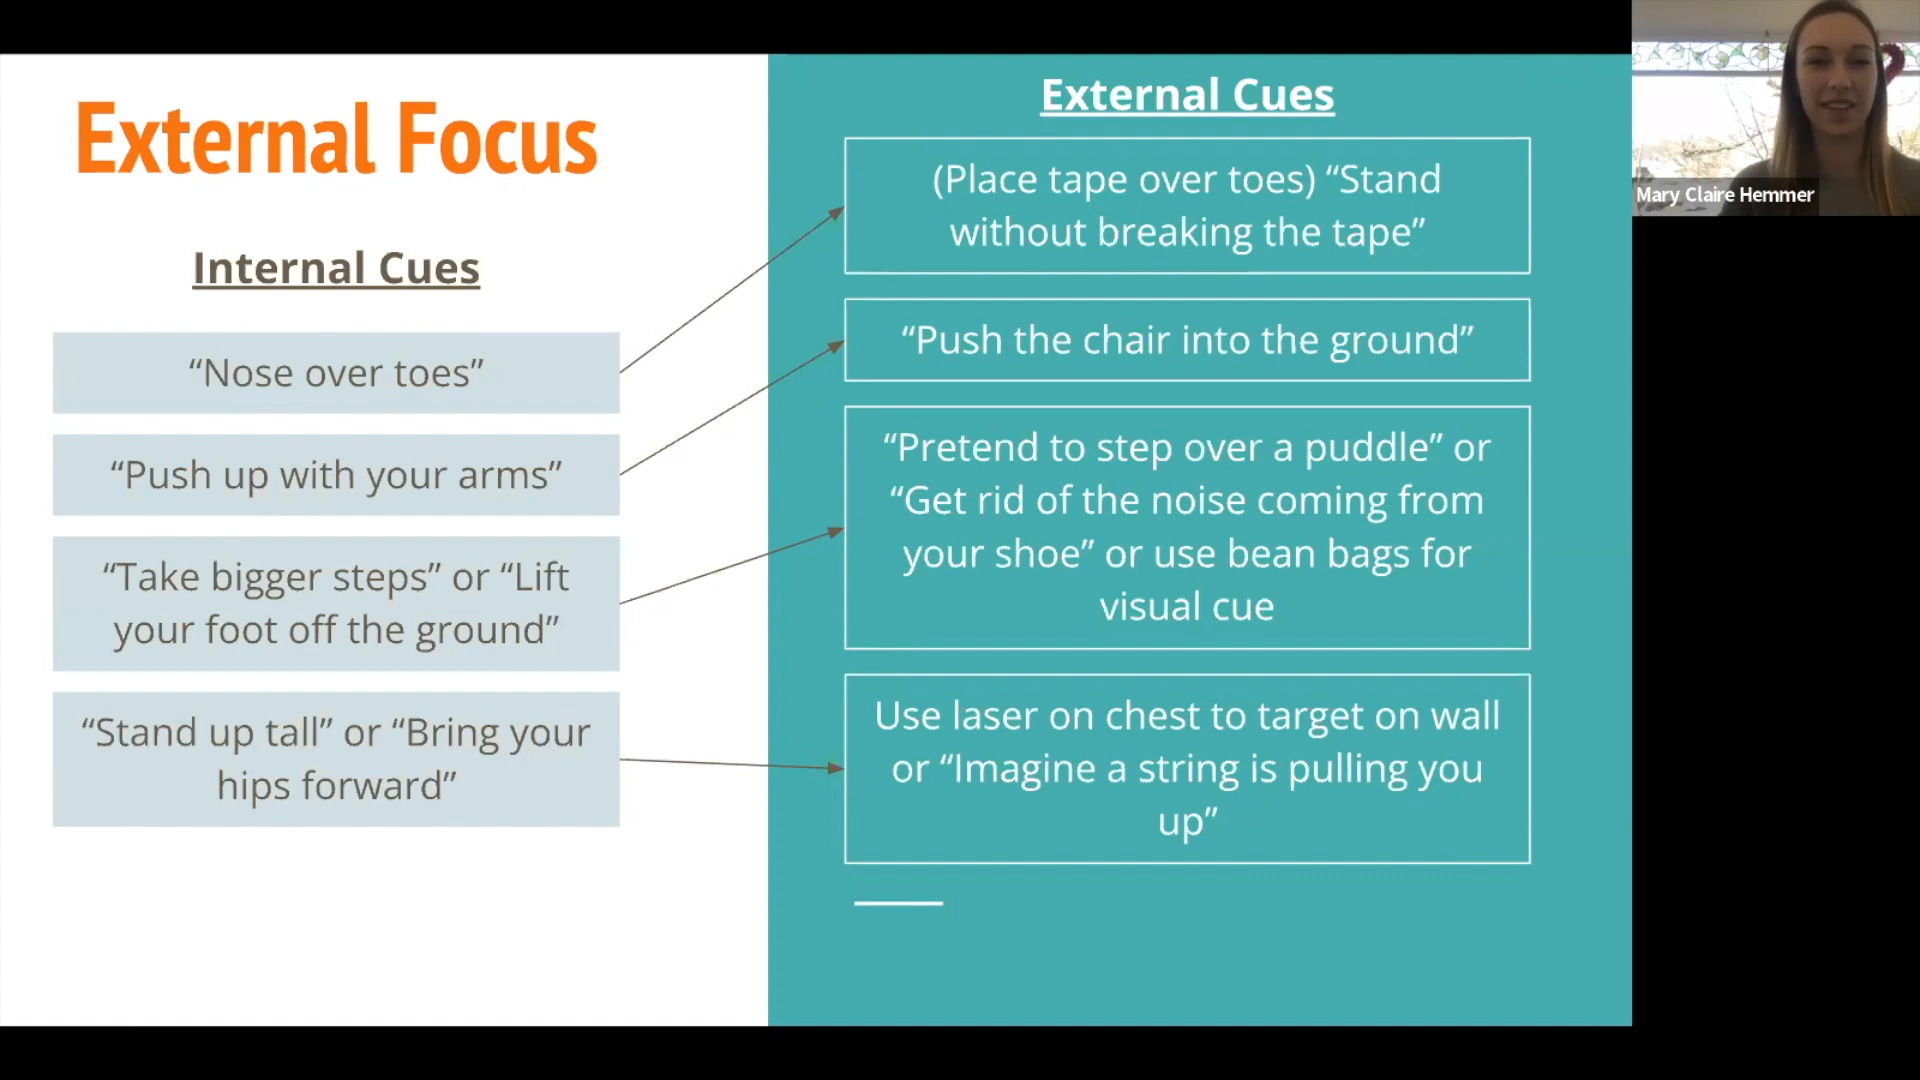 External Focus
Internal Cues
“Nose over toes”
“Push up with your arms”
“Take bigger steps” or “Lift
your foot off the ground”
“Stand up tall” or “Bring your
hips forward”
External Cues
(Place tape over toes) “Stand
without breaking the tape”
“Push the chair into the ground”
“Pretend to step over a puddle” or
“Get rid of the noise coming from
your shoe” or use bean bags for
visual cue
Use laser on chest to target on wall
or “Imagine a string is pulling you
up”
Mary Claire Hemmer